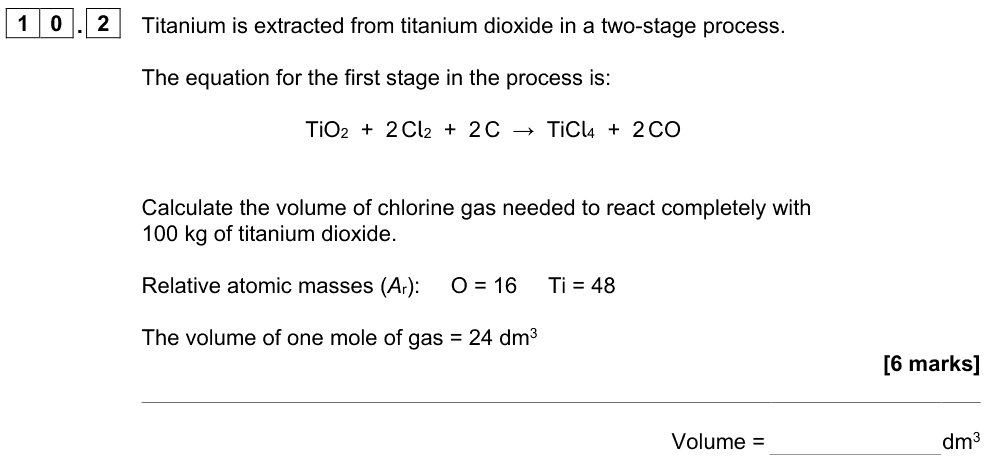 10.2 Titanium is extracted from titanium dioxide in a two-stage process.
The equation for the first stage in the process is:
TiO₂ + 2Cl₂ + 2C → TiCl₄ + 2CO
Calculate the volume of chlorine gas needed to react completely with
100 kg of titanium dioxide.
Relative atomic masses (Aᵣ): O = 16 Ti = 48
The volume of one mole of gas = 24 dm³
[6 marks]
Volume = dm³